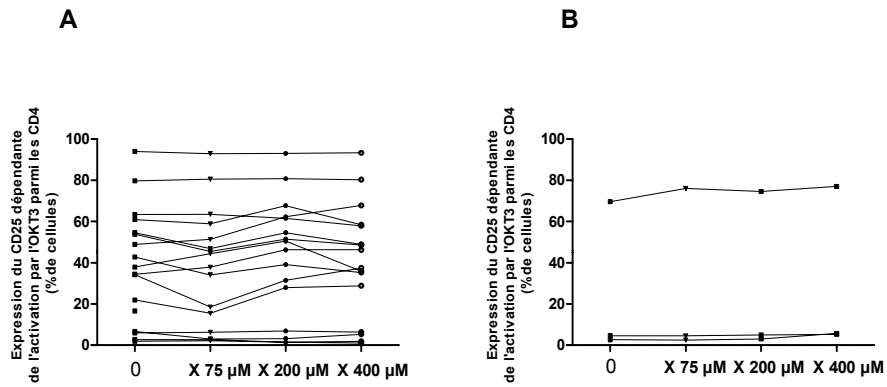 A
B
Expression du CD25 dépendante
de l'activation par l'OKT3 parmi les CD4
(% de cellules)
100
80
60
40
20
0
0
X 75 µM
X 200 µM
X 400 µM
Expression du CD25 dépendante
de l'activation par l'OKT3 parmi les CD4
(% de cellules)
100
80
60
40
20
0
0
X 75 µM
X 200 µM
X 400 µM